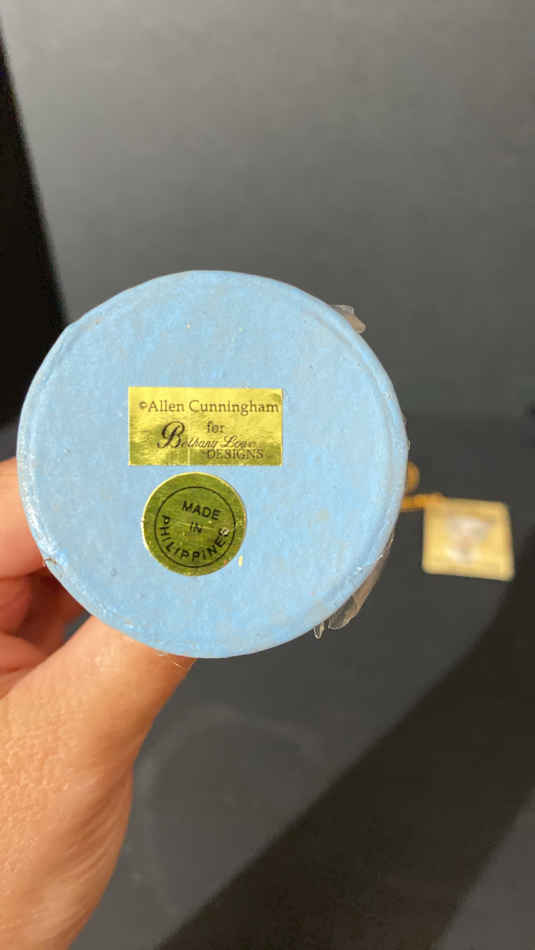 ©Allen Cunningham
for
Bethany Lowe
DESIGNS
MADE
IN
PHILIPPINES